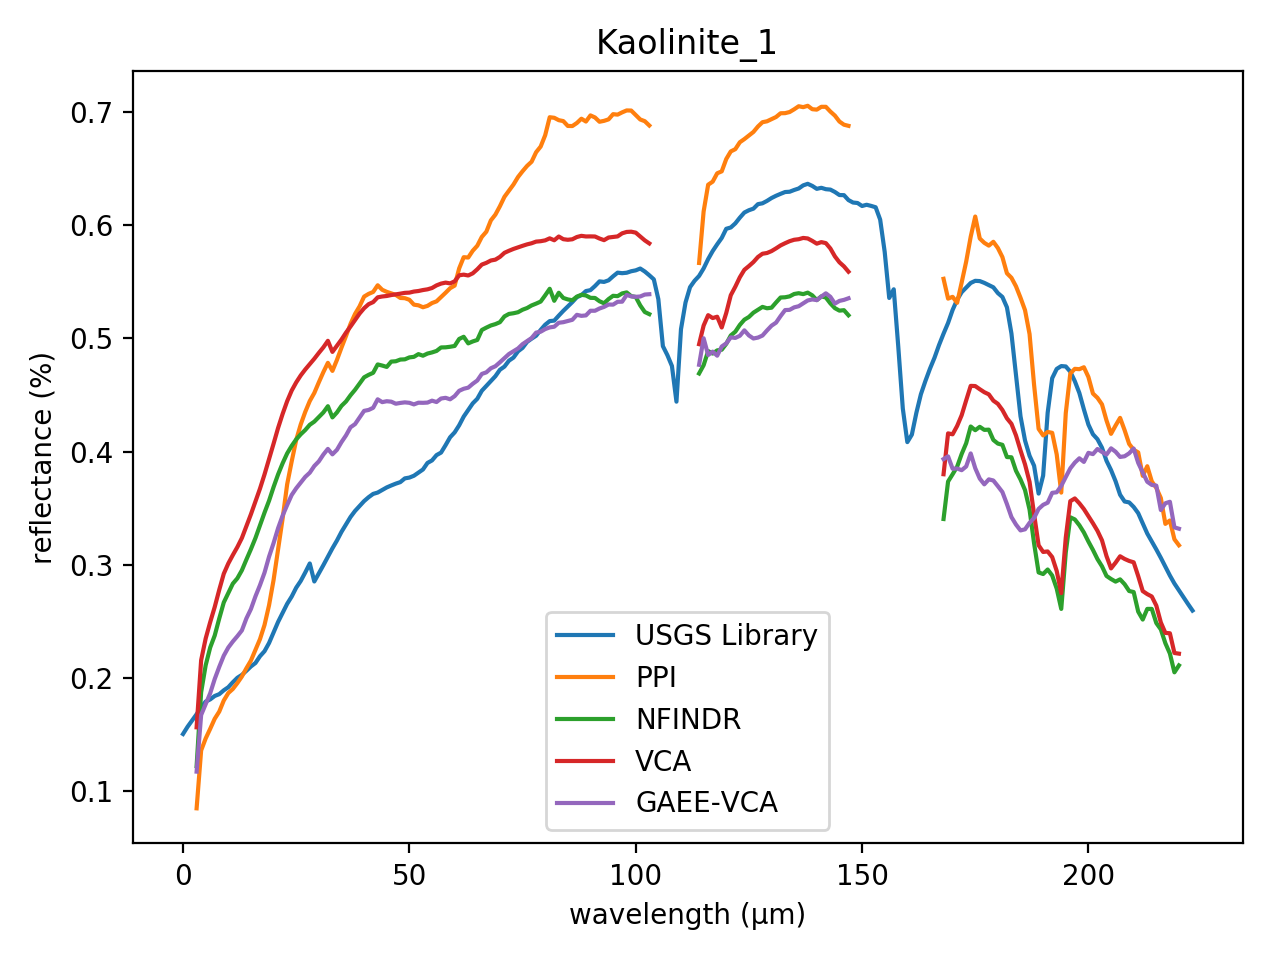 Kaolinite_1
0.7
0.6
0.5
0.4
0.3
0.2
0.1
reflectance (%)
0
50
100
150
200
wavelength (μm)
USGS Library
PPI
NFINDR
VCA
GAEE-VCA